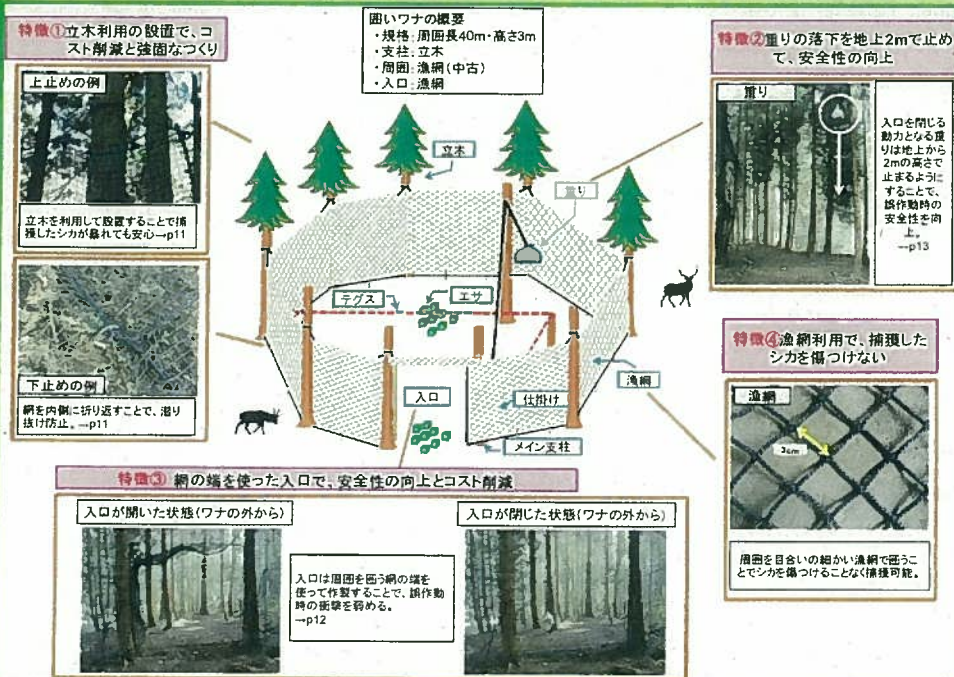 特徴①立木利用の設置で、コ
スト削減と強固なつくり
上止めの例
立木を利用して設置することで捕
獲したシカが暴れても安心→p11
下止めの例
網を内側に折り返すことで、潜り
抜け防止。→p11
囲いワナの概要
・規格:周囲長40m・高さ3m
・支柱:立木
・周囲:漁網(中古)
・入口:漁網
立木
重り
テグス
エサ
入口
仕掛け
漁網
メイン支柱
特徴②重りの落下を地上2mで止め
て、安全性の向上
重り
入口を閉じる
動力となる重
りは地上から
2mの高さで
止まるように
することで、
誤作動時の
安全性を向
上。
→p13
特徴④漁網利用で、捕獲した
シカを傷つけない
漁網
3cm
周囲を目合いの細かい漁網で囲うこ
とでシカを傷つけることなく捕獲可能。
特徴③ 網の端を使った入口で、安全性の向上とコスト削減
入口が開いた状態(ワナの外から)
入口は周囲を囲う網の端を
使って作製することで、誤作動
時の衝撃を弱める。
→p12
入口が閉じた状態(ワナの外から)